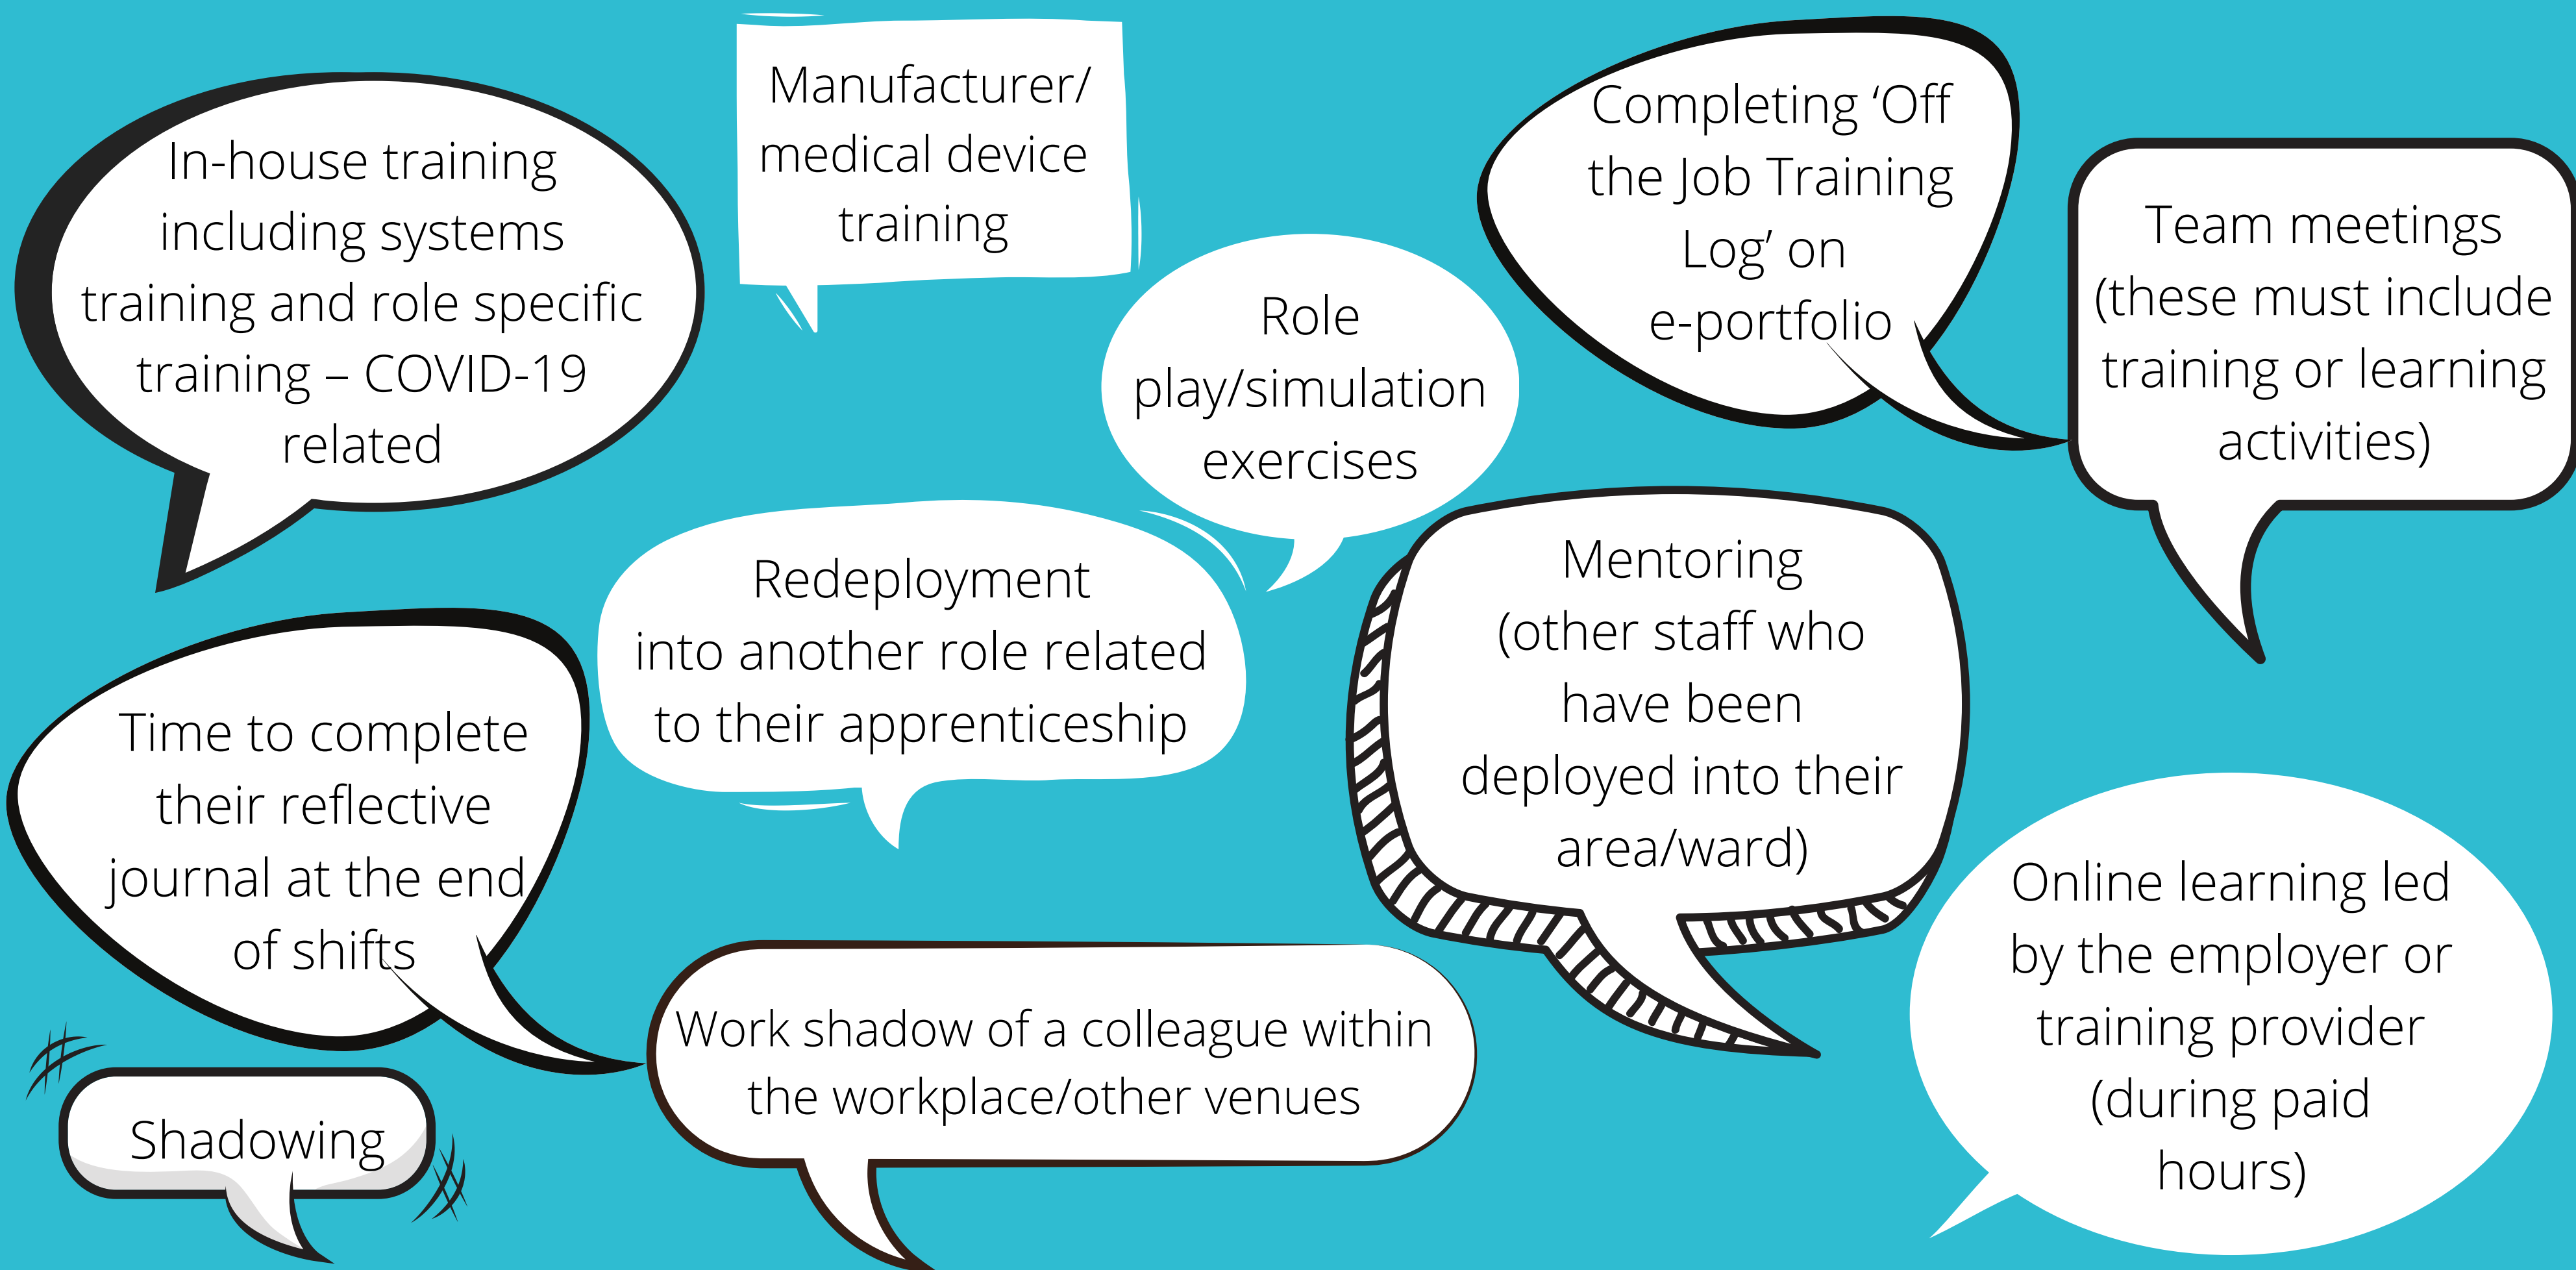 In-house training
including systems
training and role specific
training – COVID-19
related
Manufacturer/
medical device
training
Role
play/simulation
exercises
Completing ‘Off
the Job Training
Log’ on
e-portfolio
Team meetings
(these must include
training or learning
activities)
Redeployment
into another role related
to their apprenticeship
Mentoring
(other staff who
have been
deployed into their
area/ward)
Time to complete
their reflective
journal at the end
of shifts
Online learning led
by the employer or
training provider
(during paid
hours)
Work shadow of a colleague within
the workplace/other venues
Shadowing